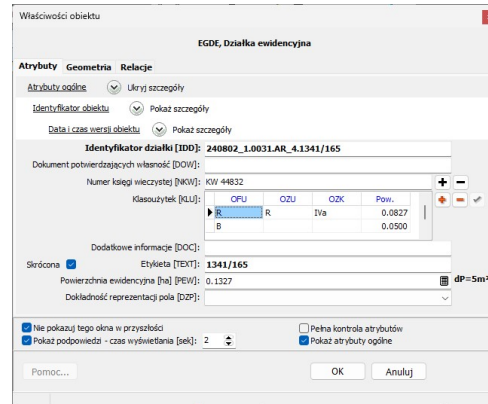 Właściwości obiektu
EGDE, Działka ewidencyjna
Atrybuty Geometria Relacje
Atrybuty ogólne Ukryj szczegóły
Identyfikator obiektu Pokaż szczegóły
Data i czas wersji obiektu Pokaż szczegóły
Identyfikator działki [IDD]: 240802_1.0031.AR_4.1341/165
Dokument potwierdzających własność [DOW]:
Numer księgi wieczystej [NKW]: KW 44832
Klasoużytek [KLU]: OFU OZU OZK Pow.
R R IVa 0.0827
B 0.0500
Dodatkowe informacje [DOC]:
Skrócona Etykieta [TEXT]: 1341/165
Powierzchnia ewidencyjna [ha] [PEW]: 0.1327 dP=5m²
Dokładność reprezentacji pola [DZP]:
Nie pokazuj tego okna w przyszłości Pełna kontrola atrybutów
Pokaż podpowiedzi - czas wyświetlania [sek]: 2 Pokaż atrybuty ogólne
Pomoc... OK Anuluj